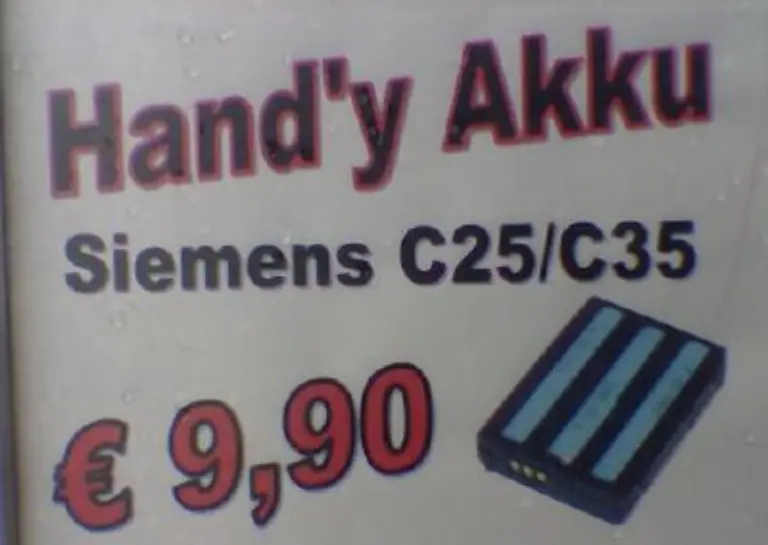 Hand'y Akku
Siemens C25/C35
€ 9,90